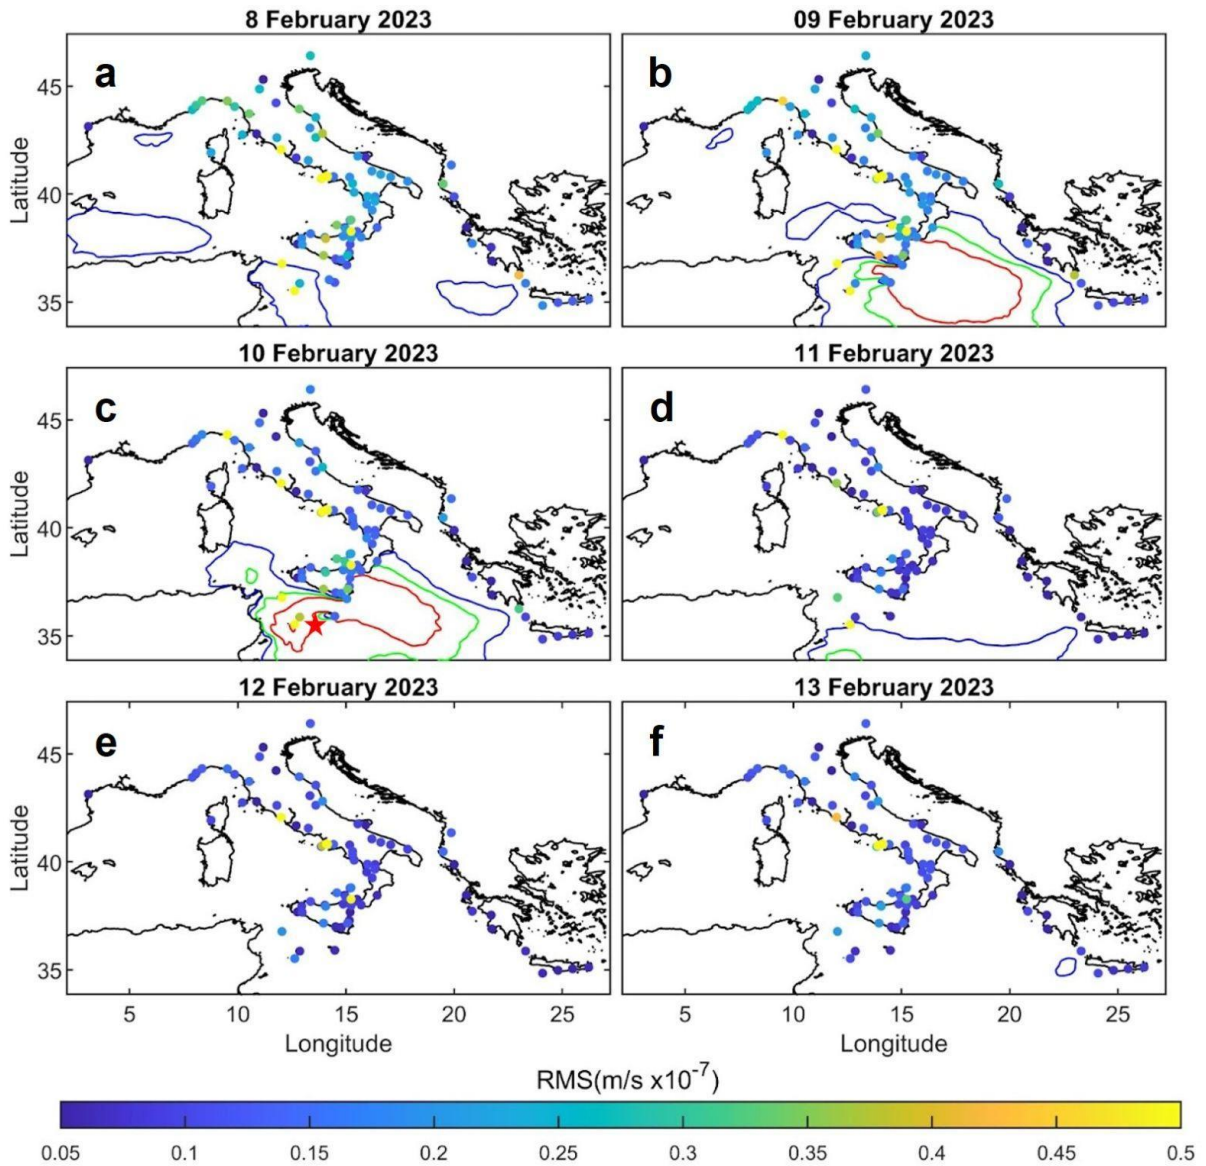 8 February 2023
09 February 2023
a
b
45
40
35
Latitude
10 February 2023
11 February 2023
c
d
45
40
35
Latitude
12 February 2023
13 February 2023
e
f
45
40
35
Latitude
5 10 15 20 25
5 10 15 20 25
Longitude
Longitude
RMS(m/s x10⁻⁷)
0.05 0.1 0.15 0.2 0.25 0.3 0.35 0.4 0.45 0.5